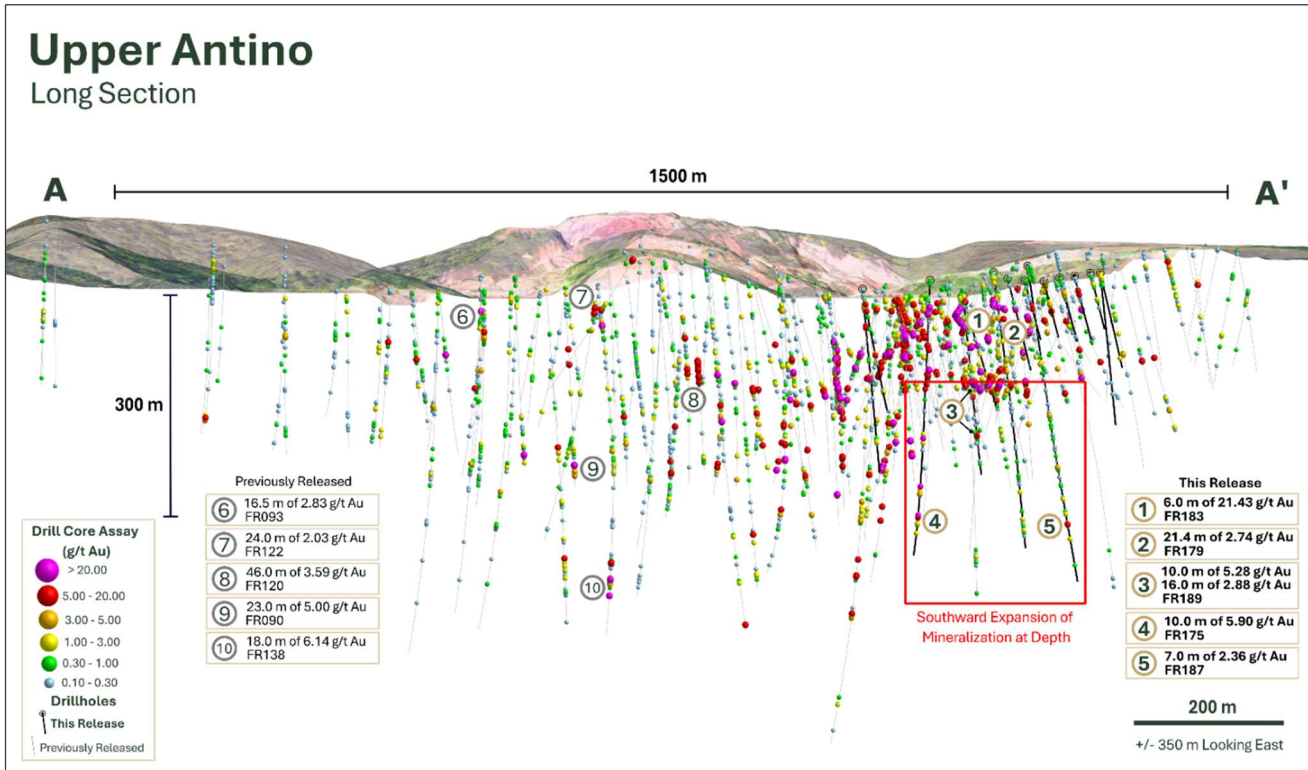 Upper Antino
Long Section
A
1500 m
A'
300 m
6
7
8
9
10
1
2
3
4
5
Southward Expansion of
Mineralization at Depth
Previously Released
6 16.5 m of 2.83 g/t Au
FR093
7 24.0 m of 2.03 g/t Au
FR122
8 46.0 m of 3.59 g/t Au
FR120
9 23.0 m of 5.00 g/t Au
FR090
10 18.0 m of 6.14 g/t Au
FR138
Drill Core Assay
(g/t Au)
> 20.00
5.00 - 20.00
3.00 - 5.00
1.00 - 3.00
0.30 - 1.00
0.10 - 0.30
Drillholes
This Release
Previously Released
This Release
1 6.0 m of 21.43 g/t Au
FR183
2 21.4 m of 2.74 g/t Au
FR179
3 10.0 m of 5.28 g/t Au
16.0 m of 2.88 g/t Au
FR189
4 10.0 m of 5.90 g/t Au
FR175
5 7.0 m of 2.36 g/t Au
FR187
200 m
+/- 350 m Looking East